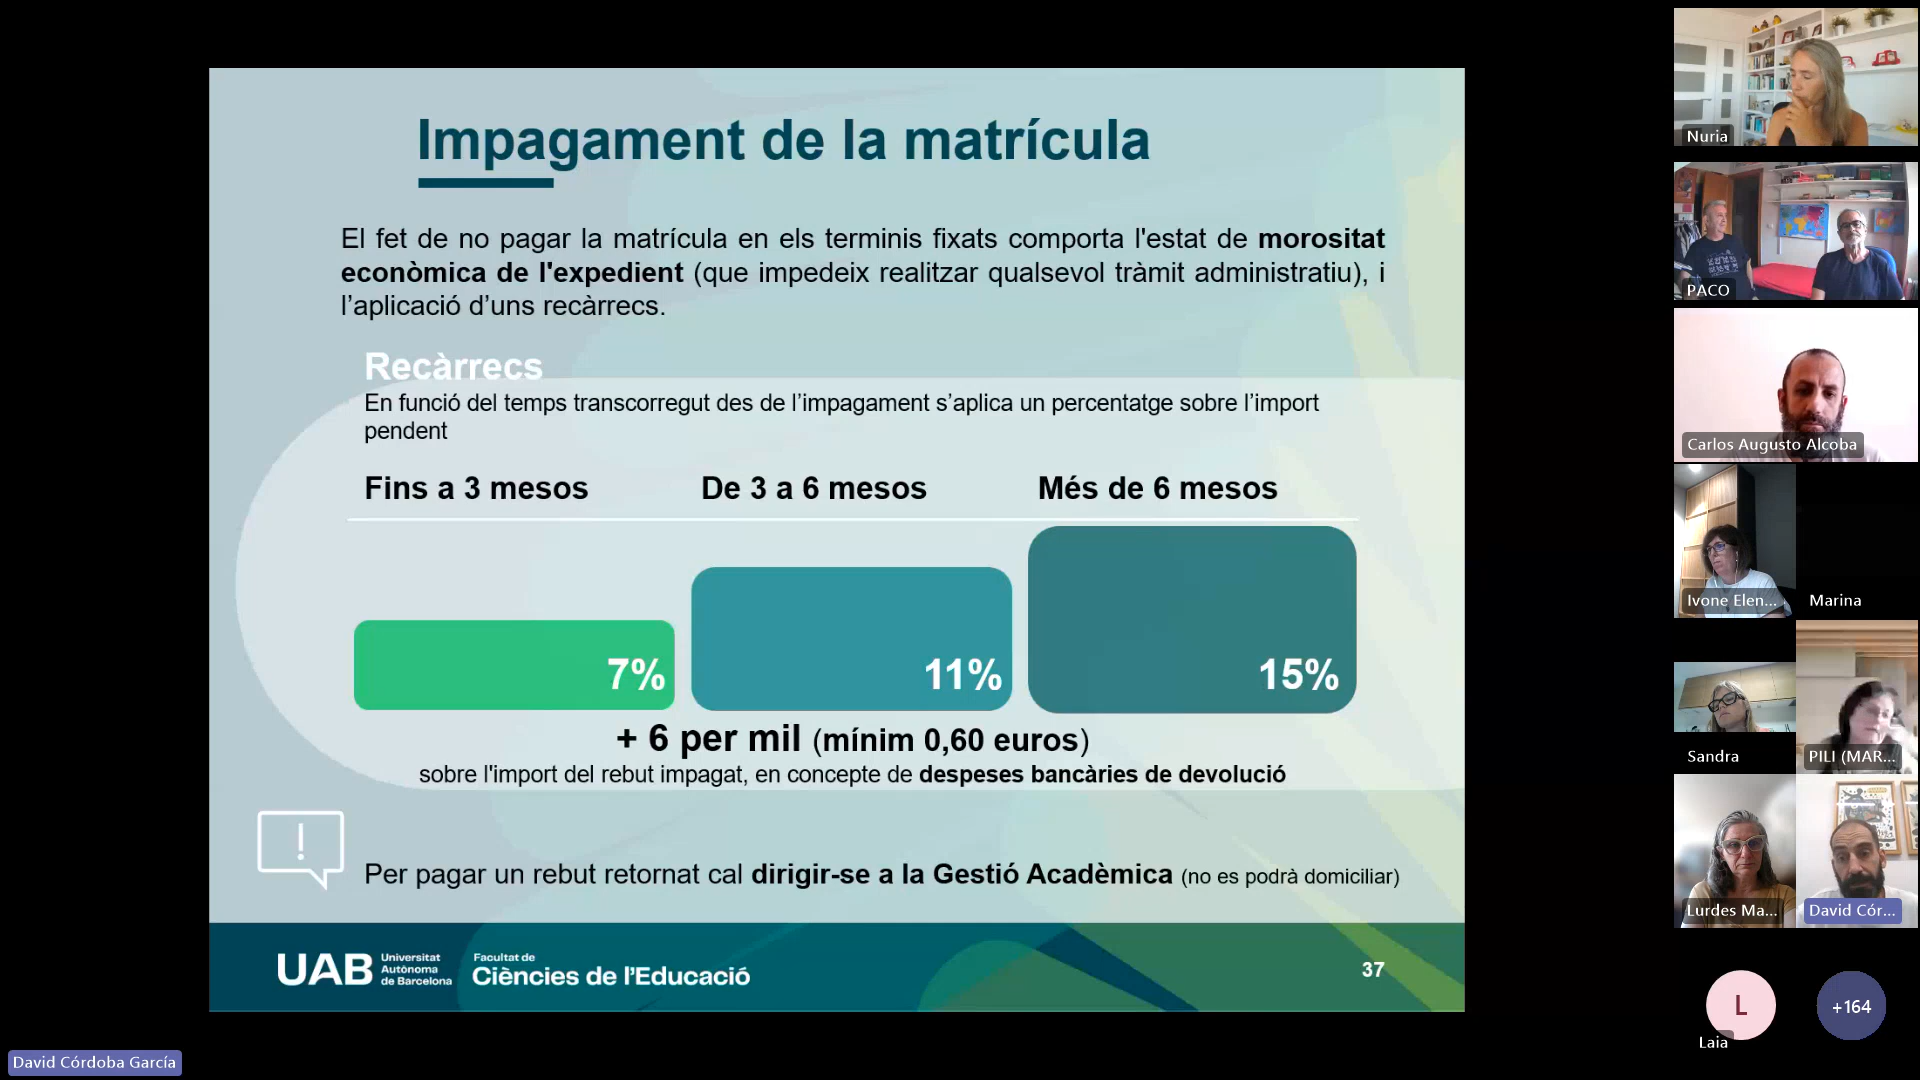 Impagament de la matrícula
El fet de no pagar la matrícula en els terminis fixats comporta l'estat de morositat
econòmica de l'expedient (que impedeix realitzar qualsevol tràmit administratiu), i
l’aplicació d’uns recàrrecs.
Recàrrecs
En funció del temps transcorregut des de l’impagament s’aplica un percentatge sobre l’import
pendent
Fins a 3 mesos
De 3 a 6 mesos
Més de 6 mesos
7%
11%
15%
+ 6 per mil (mínim 0,60 euros)
sobre l'import del rebut impagat, en concepte de despeses bancàries de devolució
!
Per pagar un rebut retornat cal dirigir-se a la Gestió Acadèmica (no es podrà domiciliar)
UAB
Universitat
Autònoma
de Barcelona
Facultat de
Ciències de l’Educació
37
David Córdoba García
Nuria
PACO
Carlos Augusto Alcoba
Ivone Elen...
Marina
Sandra
PILI (MAR...
Lurdes Ma...
David Cór...
L
Laia
+164